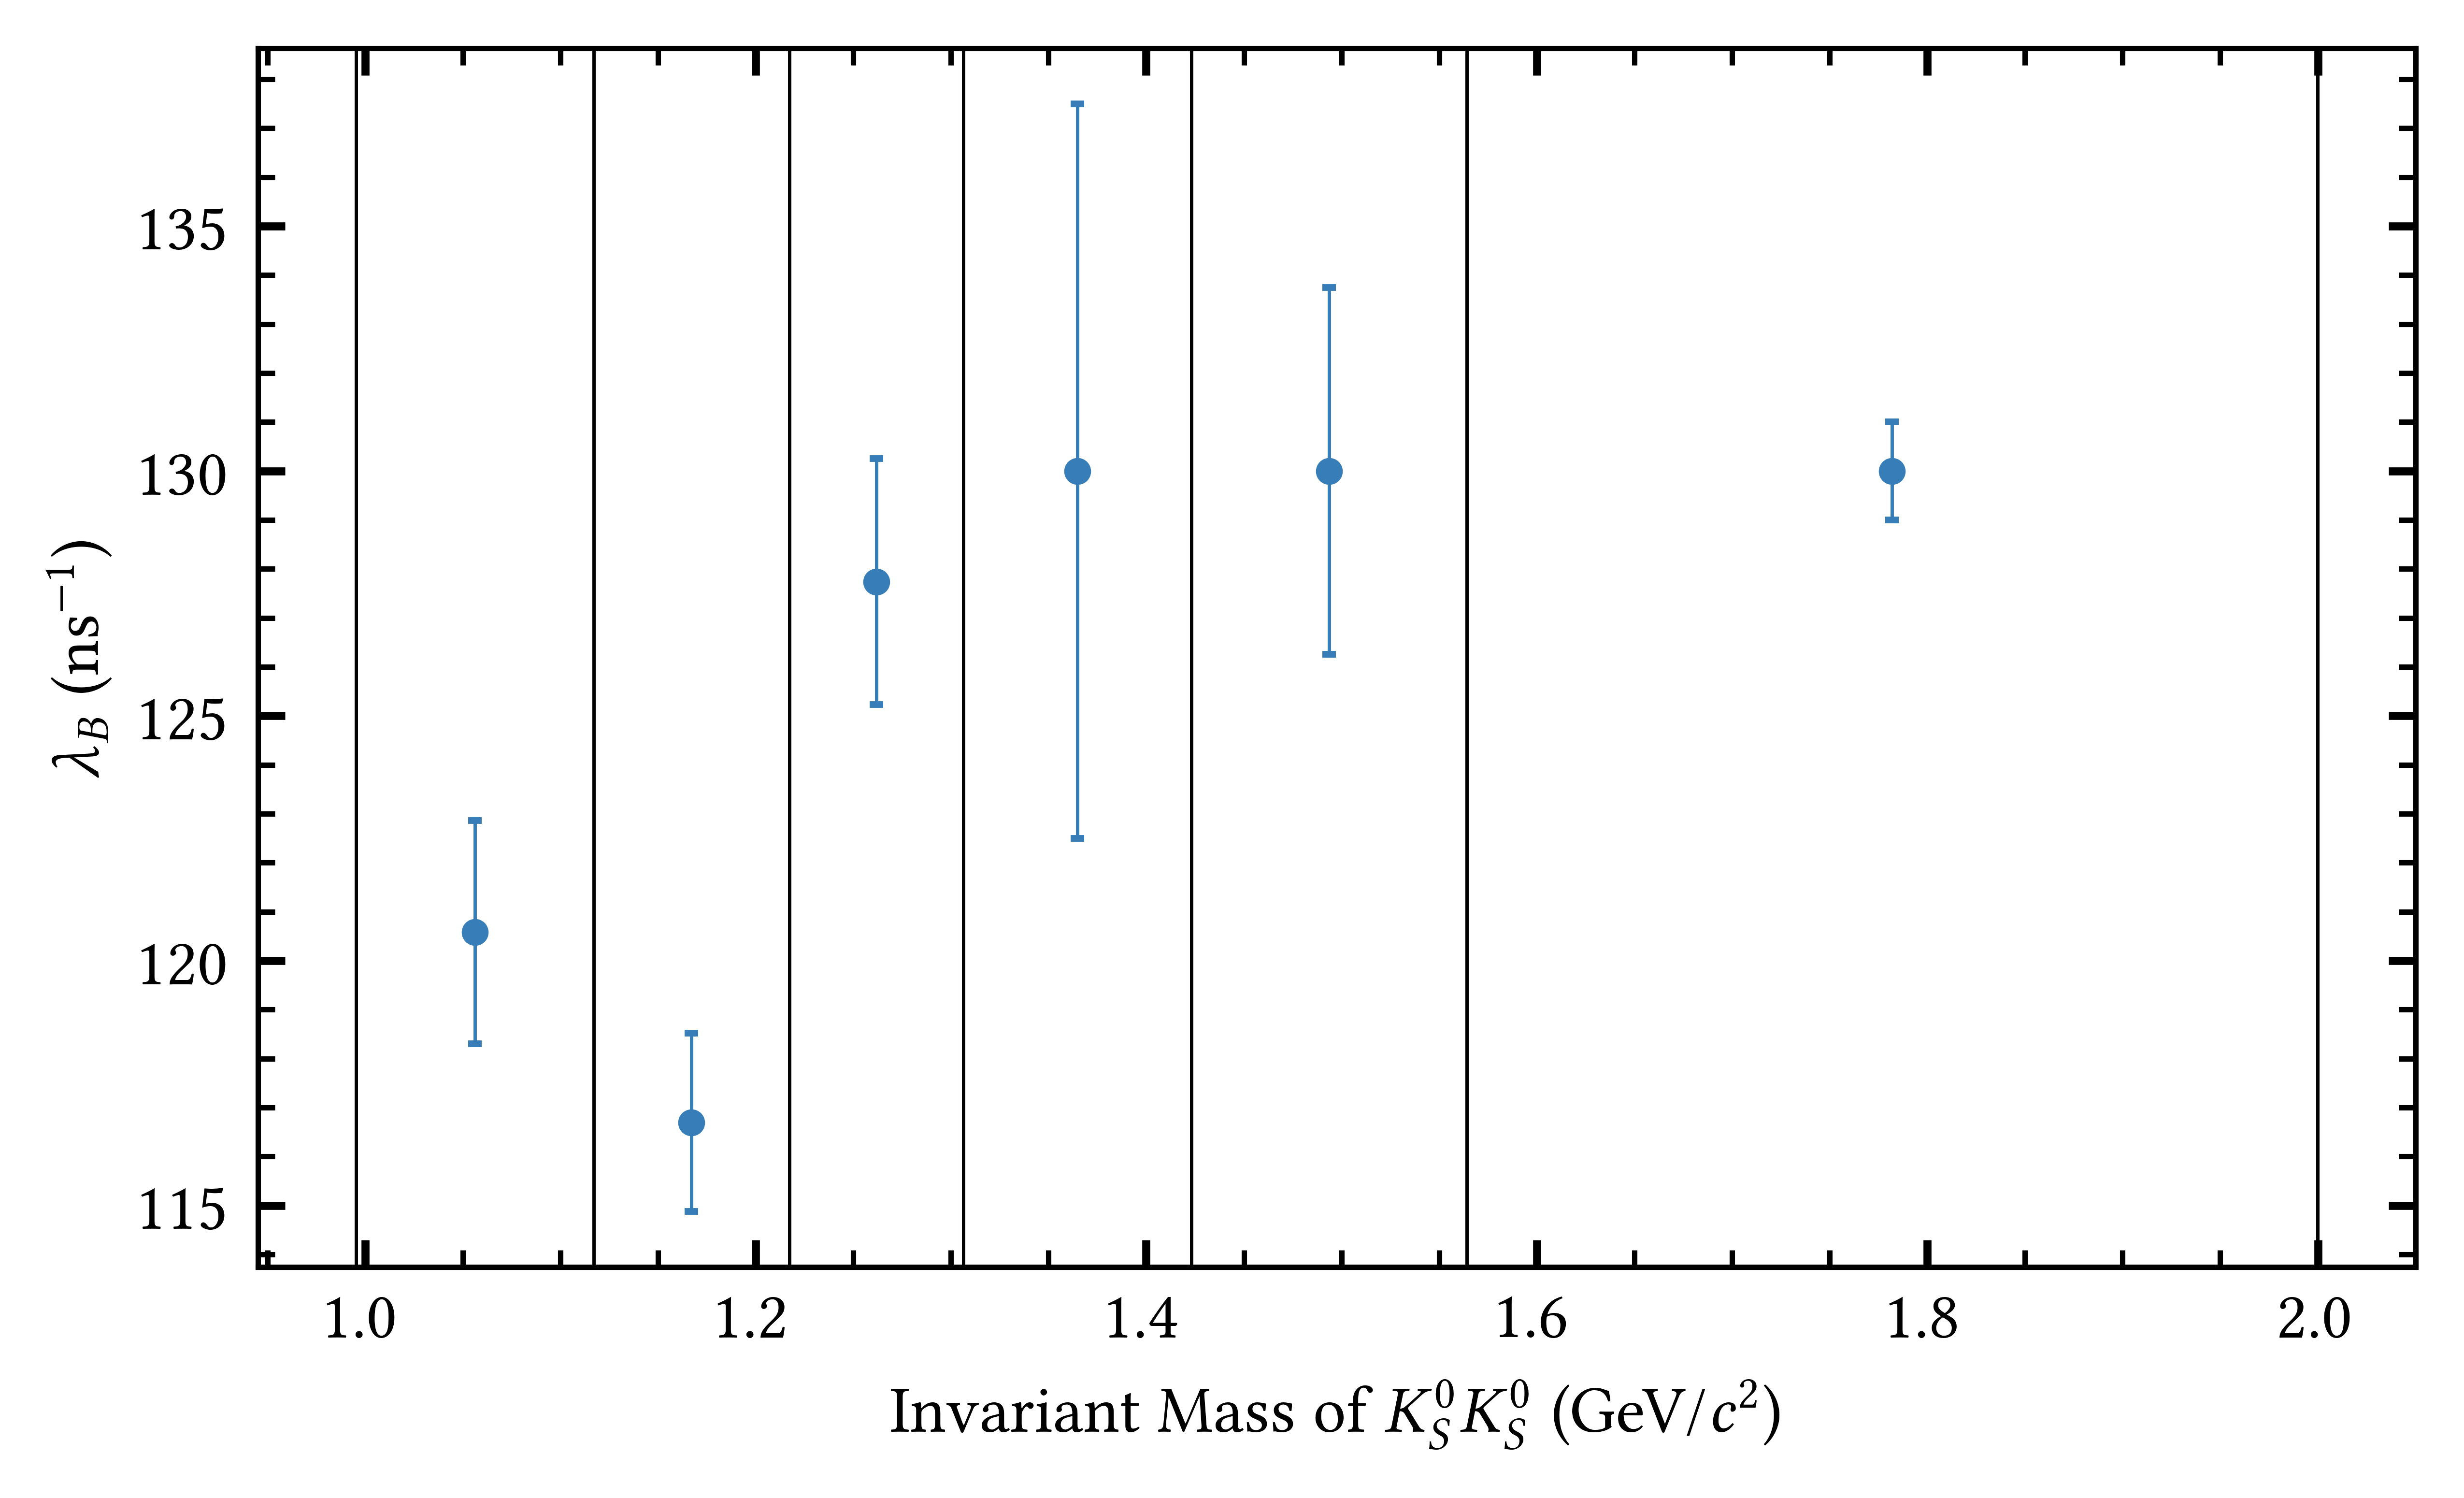 135
130
125
120
115
λ_B (ns⁻¹)
1.0 1.2 1.4 1.6 1.8 2.0
Invariant Mass of K⁰_S K⁰_S (GeV/c²)